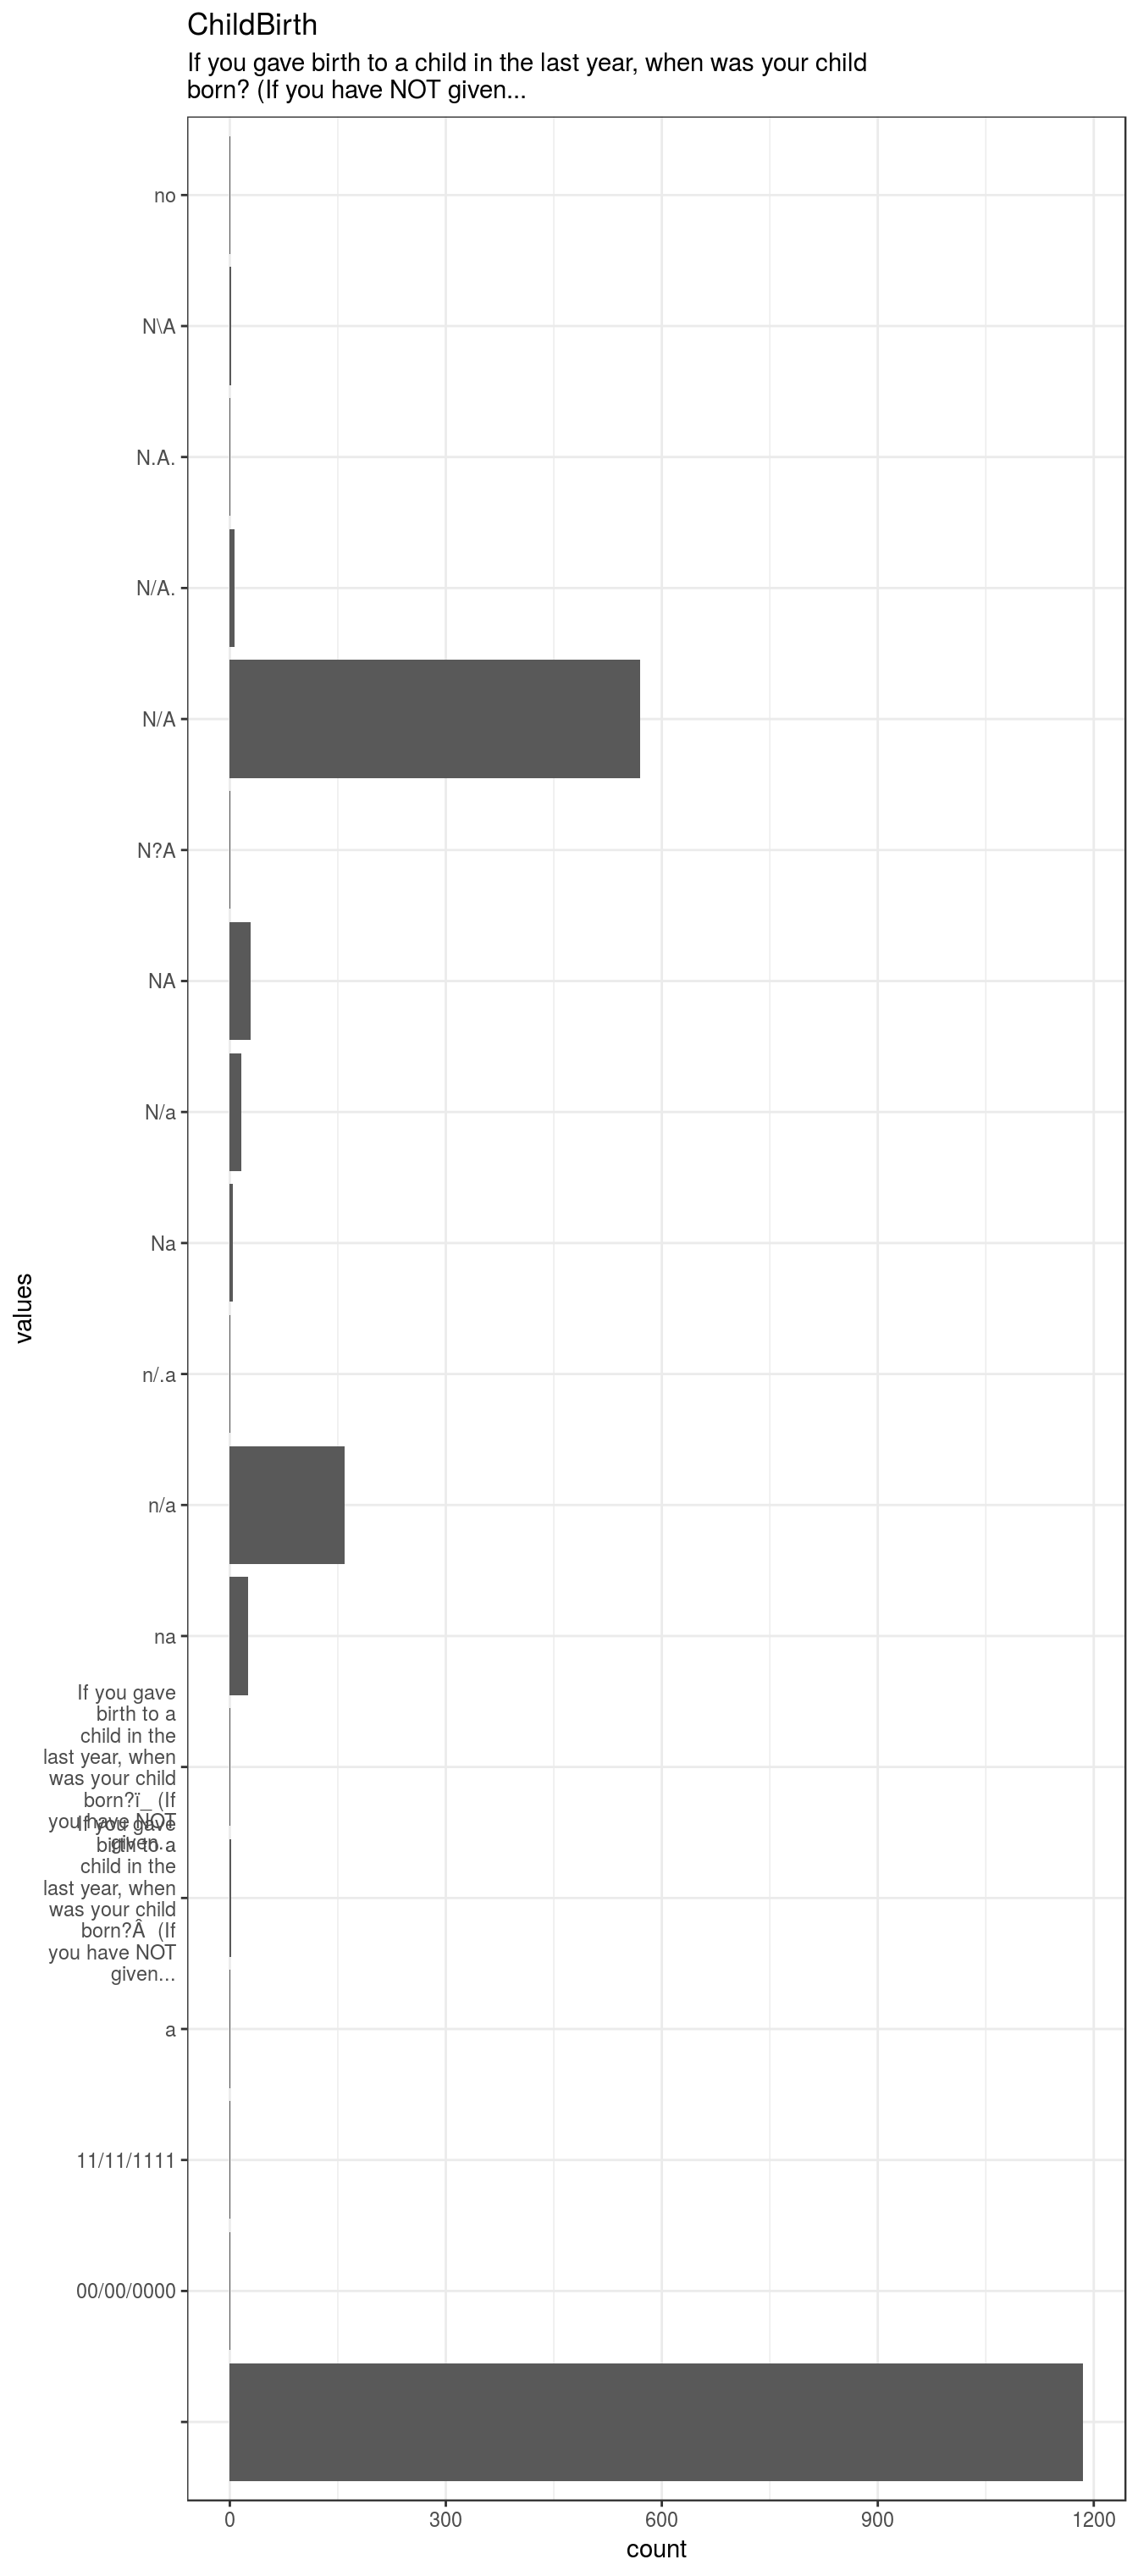 ChildBirth
If you gave birth to a child in the last year, when was your child
born? (If you have NOT given...
no
N\A
N.A.
N/A.
N/A
N?A
NA
N/a
Na
n/.a
n/a
na
If you gave
birth to a
child in the
last year, when
was your child
born?ï_ (If
you have NOT
given...
If you gave
birth to a
child in the
last year, when
was your child
born?Â  (If
you have NOT
given...
a
11/11/1111
00/00/0000
values
0 300 600 900 1200
count